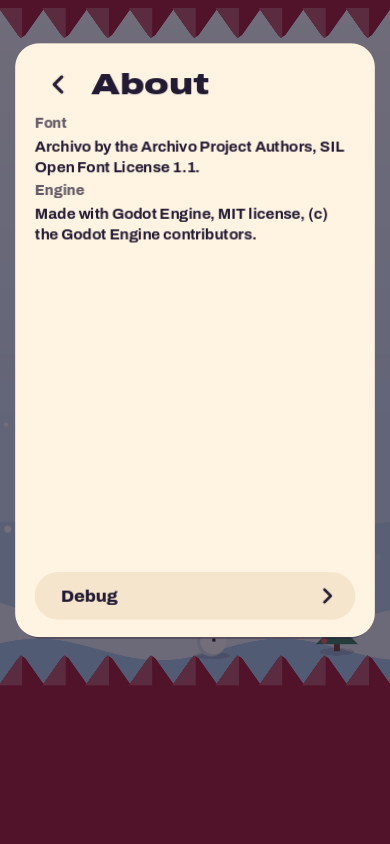 About
Font
Archivo by the Archivo Project Authors, SIL
Open Font License 1.1.
Engine
Made with Godot Engine, MIT license, (c)
the Godot Engine contributors.
Debug